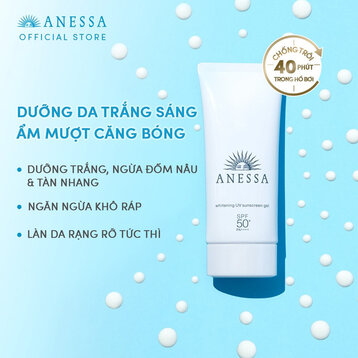 ANESSA
OFFICIAL STORE
CHỐNG TRÔI
40 PHÚT
TRONG HỒ BƠI
DƯỠNG DA TRẮNG SÁNG
ẨM MƯỢT CĂNG BÓNG
• DƯỠNG TRẮNG, NGỪA ĐỐM NÂU
& TÀN NHANG
• NGĂN NGỪA KHÔ RÁP
• LÀN DA RẠNG RỠ TỨC THÌ
ANESSA
whitening UV sunscreen gel
SPF
50+
PA++++